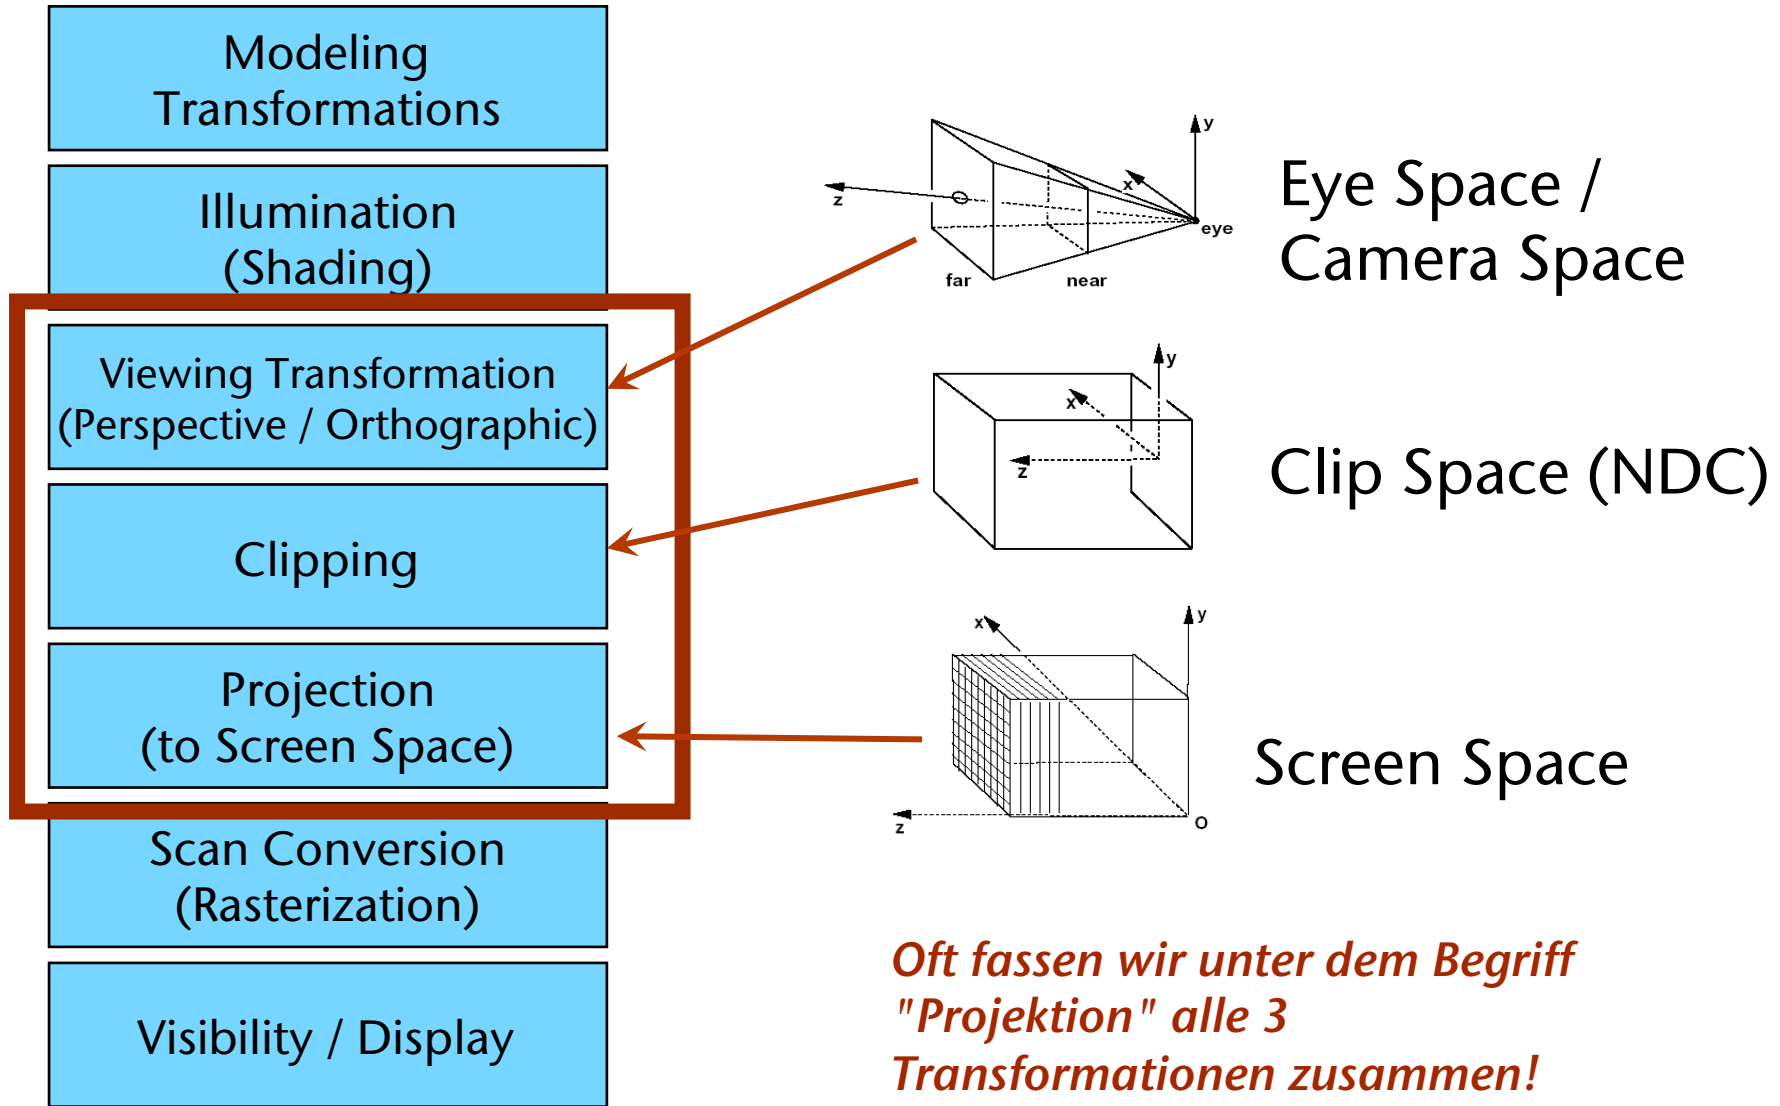 Modeling
Transformations
Illumination
(Shading)
Viewing Transformation
(Perspective / Orthographic)
Clipping
Projection
(to Screen Space)
Scan Conversion
(Rasterization)
Visibility / Display
y
x
z
eye
far
near
Eye Space /
Camera Space
y
x
z
Clip Space (NDC)
x
y
z
O
Screen Space
Oft fassen wir unter dem Begriff
"Projektion" alle 3
Transformationen zusammen!